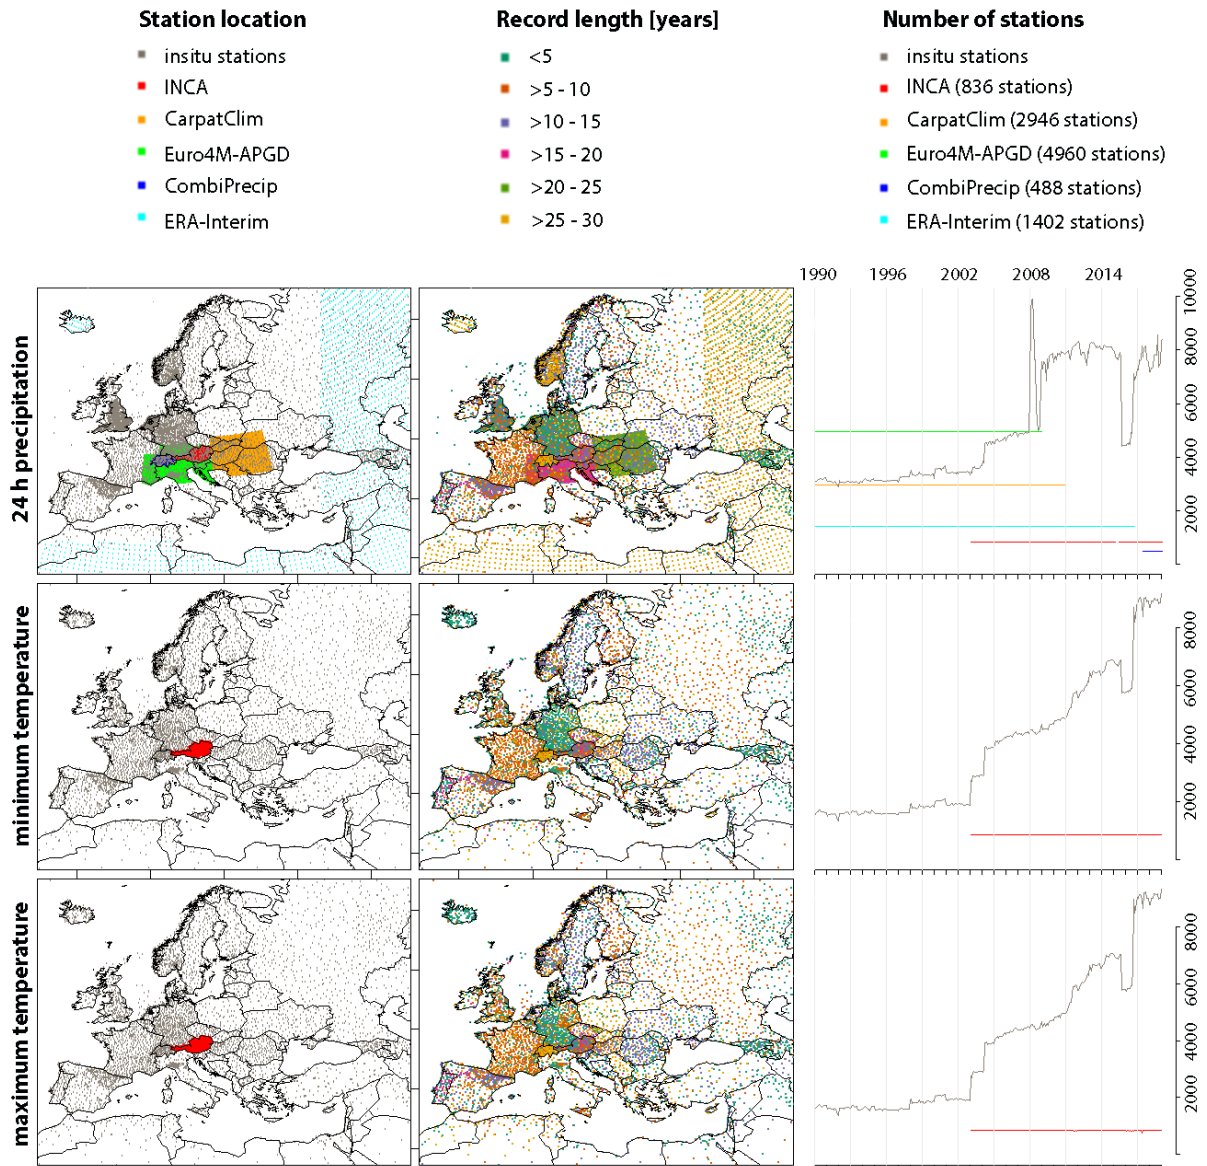 Station location
insitu stations
INCA
CarpatClim
Euro4M-APGD
CombiPrecip
ERA-Interim
Record length [years]
<5
>5 - 10
>10 - 15
>15 - 20
>20 - 25
>25 - 30
Number of stations
insitu stations
INCA (836 stations)
CarpatClim (2946 stations)
Euro4M-APGD (4960 stations)
CombiPrecip (488 stations)
ERA-Interim (1402 stations)
1990 1996 2002 2008 2014
24 h precipitation
10000
8000
6000
4000
2000
minimum temperature
8000
6000
4000
2000
maximum temperature
8000
6000
4000
2000